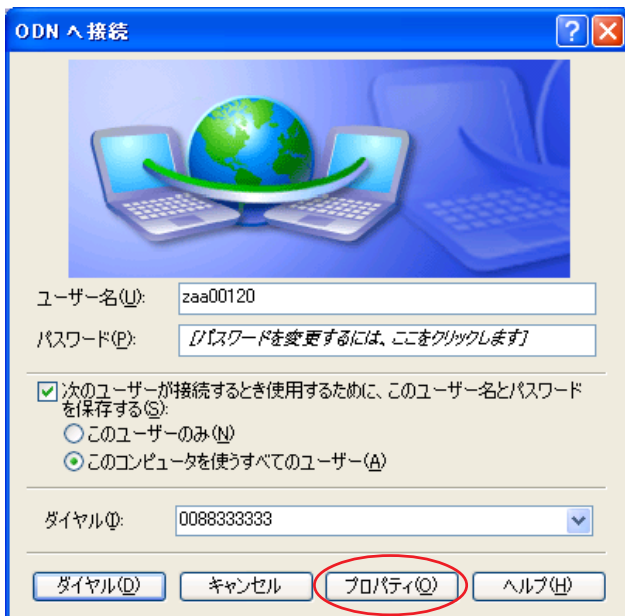 ODN へ接続
ユーザー名(U):
zaa00120
パスワード(P):
[パスワードを変更するには、ここをクリックします]
次のユーザーが接続するとき使用するために、このユーザー名とパスワード
を保存する(S):
このユーザーのみ(N)
このコンピュータを使うすべてのユーザー(A)
ダイヤル(I):
0088333333
ダイヤル(D) キャンセル プロパティ(O) ヘルプ(H)